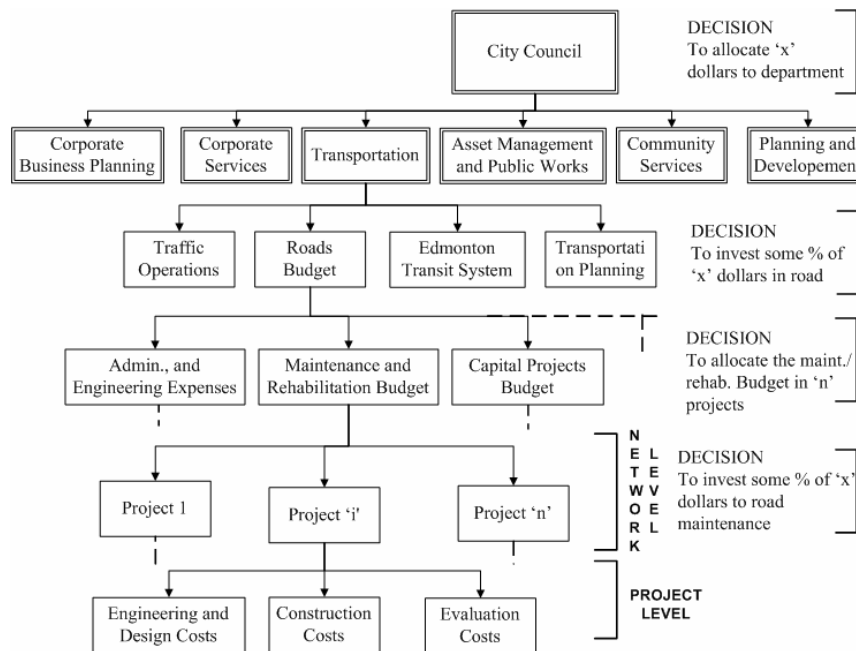 City Council
DECISION
To allocate ‘x’
dollars to department
Corporate
Business Planning
Corporate
Services
Transportation
Asset Management
and Public Works
Community
Services
Planning and
Developement
Traffic
Operations
Roads
Budget
Edmonton
Transit System
Transportati
on Planning
DECISION
To invest some % of
‘x’ dollars in road
Admin., and
Engineering Expenses
Maintenance and
Rehabilitation Budget
Capital Projects
Budget
DECISION
To allocate the maint./
rehab. Budget in ‘n’
projects
Project 1
Project ‘i'
Project ‘n’
NETWORK
LEVEL
DECISION
To invest some % of ‘x’
dollars to road
maintenance
Engineering and
Design Costs
Construction
Costs
Evaluation
Costs
PROJECT
LEVEL